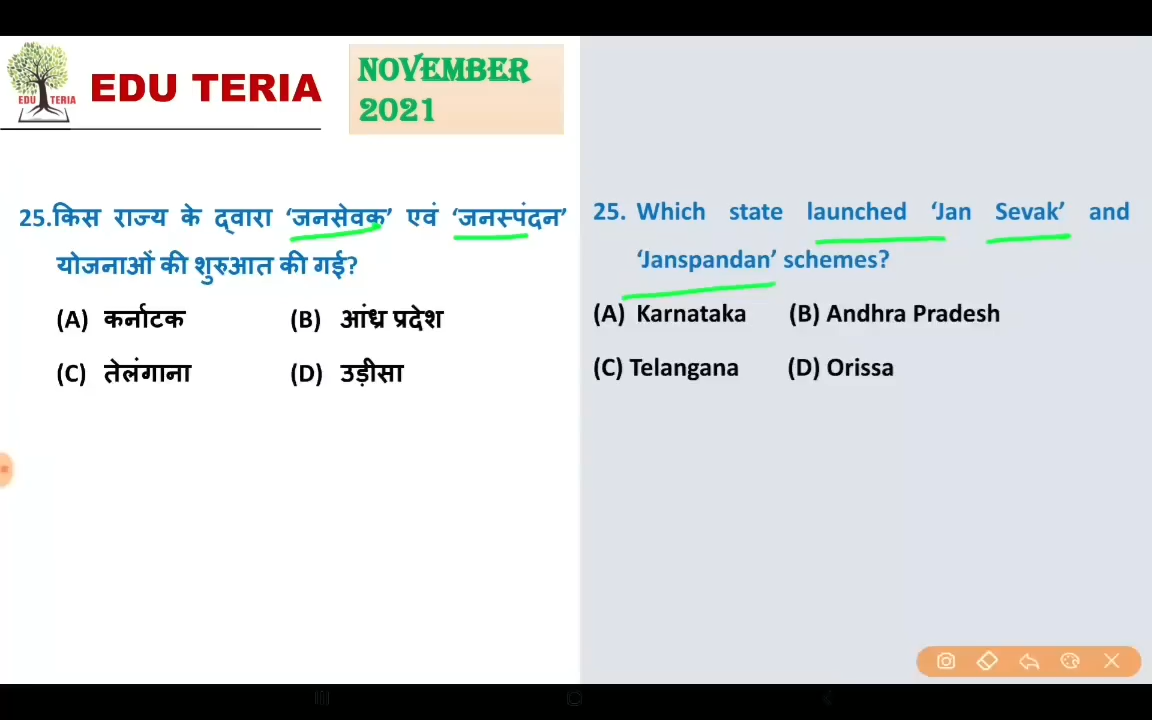 EDU TERIA
EDU TERIA
NOVEMBER
2021
25.किस राज्य के द्वारा ‘जनसेवक’ एवं ‘जनस्पंदन’
योजनाओं की शुरुआत की गई?
(A) कर्नाटक (B) आंध्र प्रदेश
(C) तेलंगाना (D) उड़ीसा
25. Which state launched ‘Jan Sevak’ and
‘Janspandan’ schemes?
(A) Karnataka (B) Andhra Pradesh
(C) Telangana (D) Orissa